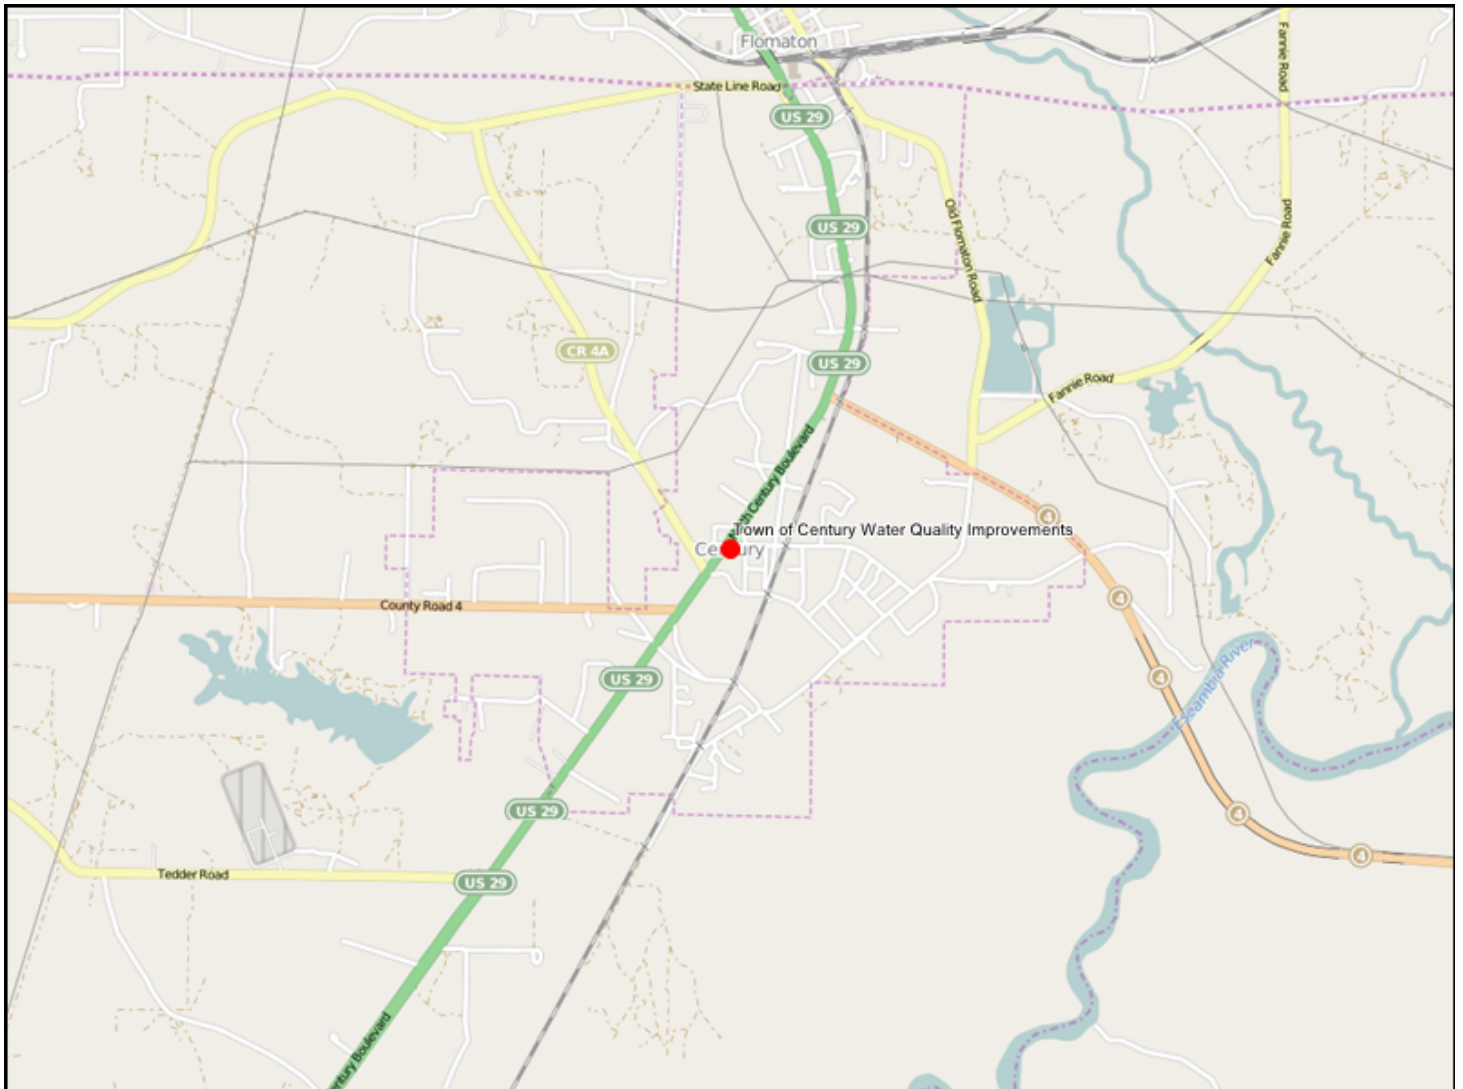 Flomaton
Fannie Road
State Line Road
US 29
Old Flomaton Road
Fannie Road
US 29
CR 4A
US 29
Fannie Road
Century Boulevard
4
Town of Century Water Quality Improvements
4
County Road 4
Escambia River
US 29
4
US 29
4
4
Tedder Road
US 29
Boulevard